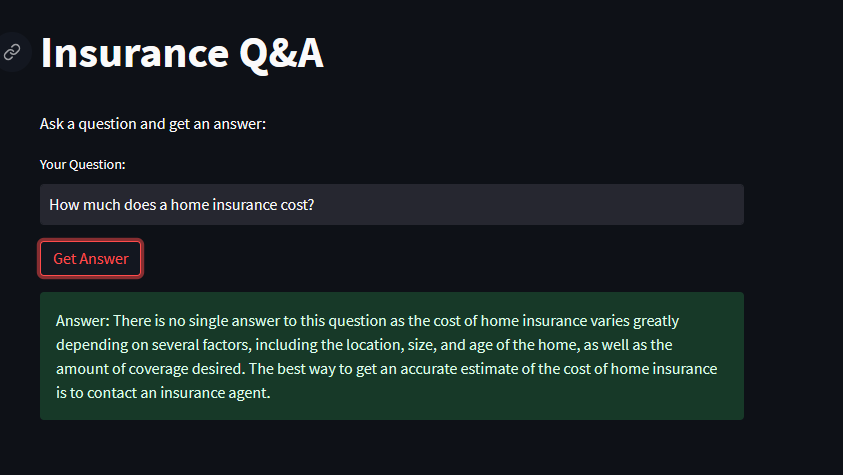 Insurance Q&A
Ask a question and get an answer:
Your Question:
How much does a home insurance cost?
Get Answer
Answer: There is no single answer to this question as the cost of home insurance varies greatly
depending on several factors, including the location, size, and age of the home, as well as the
amount of coverage desired. The best way to get an accurate estimate of the cost of home insurance
is to contact an insurance agent.